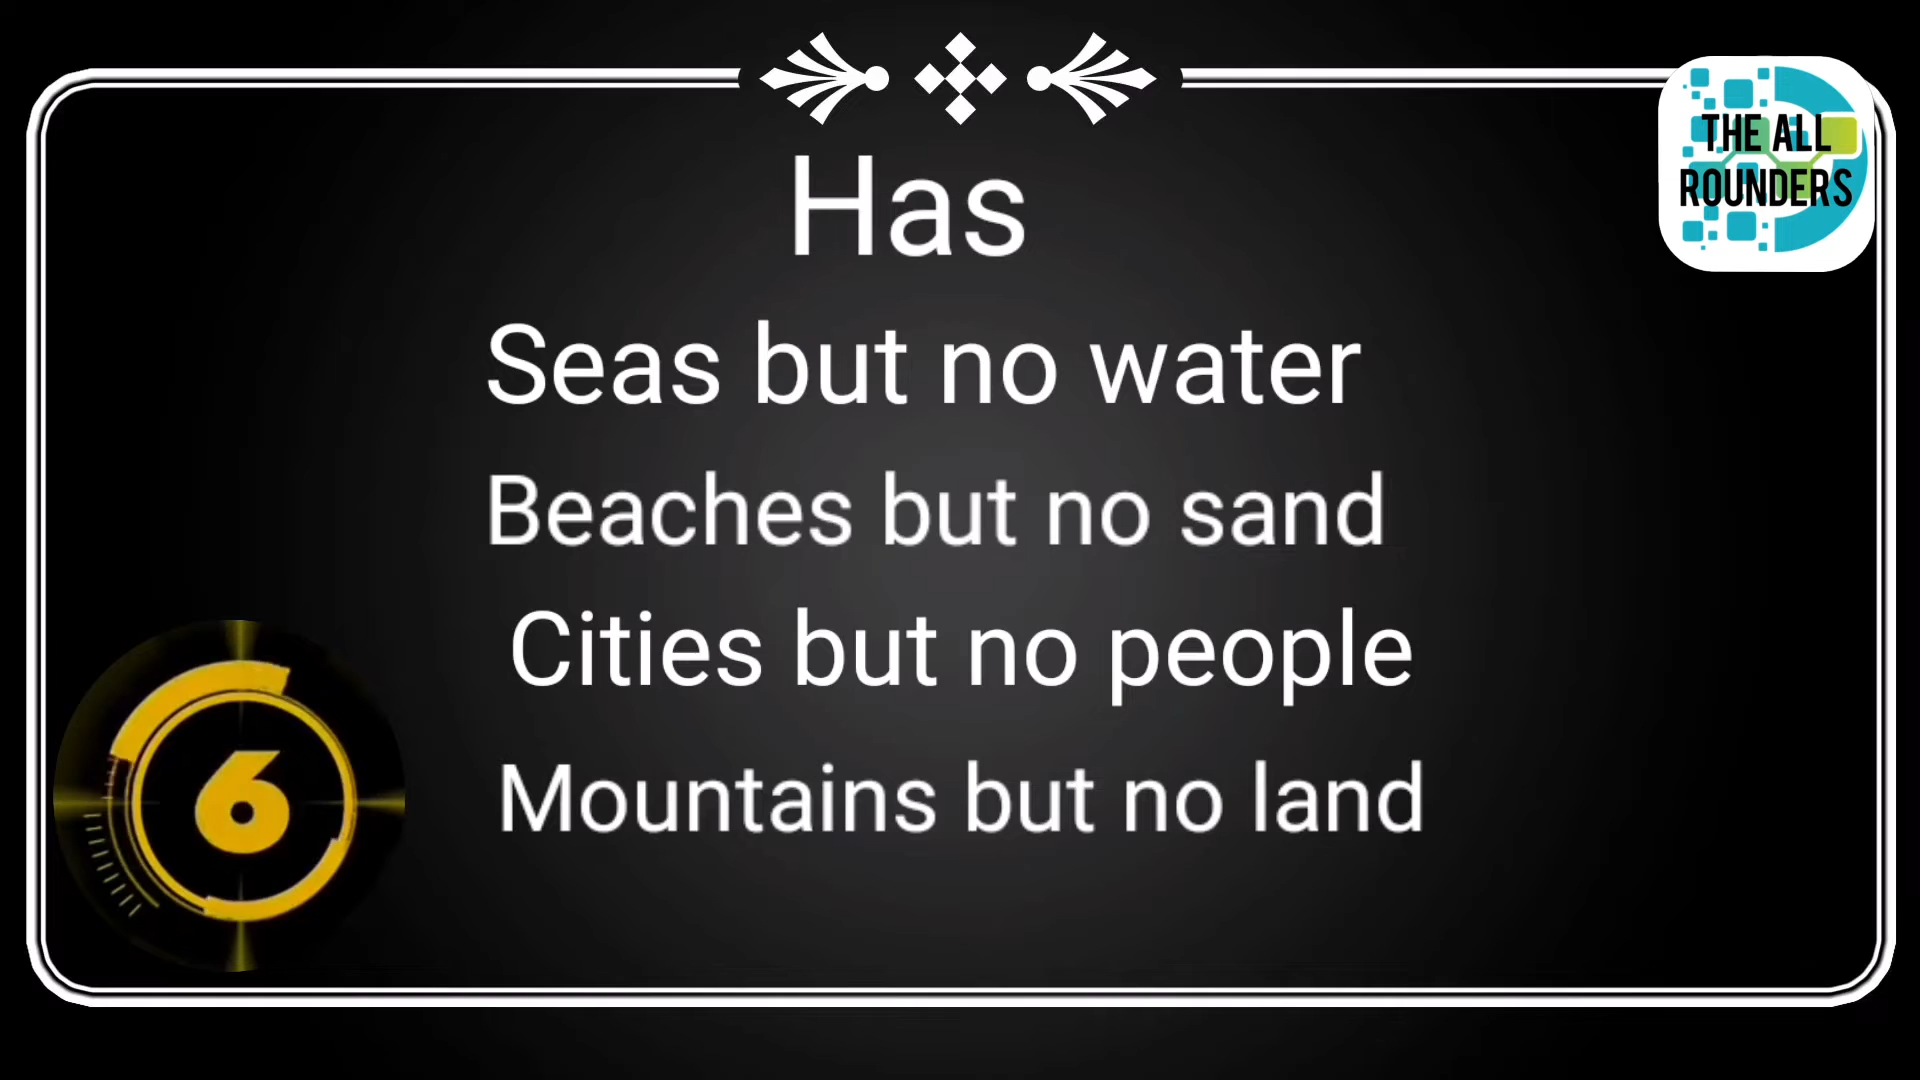 Has
THE ALL
ROUNDERS
Seas but no water
Beaches but no sand
Cities but no people
Mountains but no land
6